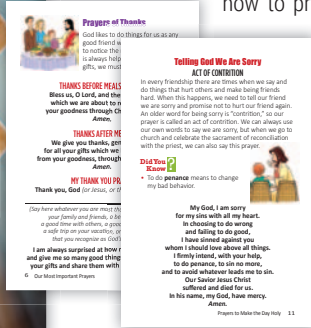 how to pr
Prayers of Thanks
God likes to do things for us as any
good friend w
to notice the
is always help
gifts, we must
THANKS BEFORE MEALS
Bless us, O Lord, and the
which we are about to re
your goodness through Ch
Amen,
THANKS AFTER ME
We give you thanks,
for all your gifts which we
from your goodness, through
Amen.
MY THANK YOU PRA
Thank you, God (or Jesus, or th
(Say here whatever you are most tha
your family and friends, a be
a good time with others, a good
safe trip on your vacation, or
that you recognize as God's
I am always surprised at how m
and give me so many good things
your gifts and share them with
6 Our Most Important Prayers
Telling God We Are Sorry
ACT OF CONTRITION
In every friendship there are times when we say and
do things that hurt others and make being friends
hard. When this happens, we need to tell our friend
we are sorry and promise not to hurt our friend again.
An older word for being sorry is "contrition," so our
prayer is called an act of contrition. We can always use
our own words to say we are sorry, but when we go to
church and celebrate the sacrament of reconciliation
with the priest, we can also say this prayer.
Did You
Know ?
• To do penance means to change
my bad behavior.
My God, I am sorry
for my sins with all my heart.
In choosing to do wrong
and failing to do good,
I have sinned against you
whom I should love above all things.
I firmly intend, with your help,
to do penance, to sin no more,
and to avoid whatever leads me to sin.
Our Savior Jesus Christ
suffered and died for us.
In his name, my God, have mercy.
Amen.
Prayers to Make the Day Holy 11